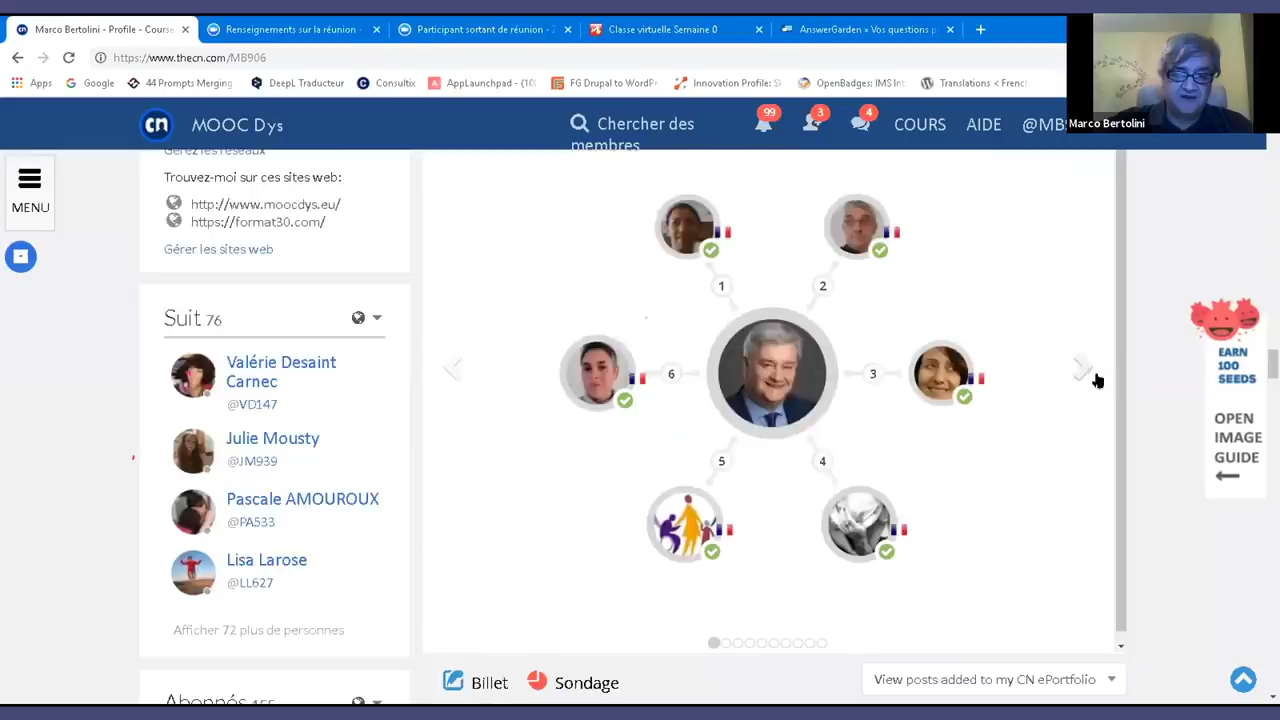 Marco Bertolini - Profile - Course
Renseignements sur la réunion -
Participant sortant de réunion - Z
Classe virtuelle Semaine 0
AnswerGarden » Vos questions p
https://www.thecn.com/MB906
Apps
Google
44 Prompts Merging
DeepL Traducteur
Consultix
AppLaunchpad - (10
FG Drupal to WordPr
Innovation Profile: Sk
OpenBadges: IMS Int
Translations < Frenc
Marco Bertolini
cn
MOOC Dys
Chercher des
membres
99
3
4
COURS
AIDE
MENU
Gérez les réseaux
Trouvez-moi sur ces sites web:
http://www.moocdys.eu/
https://format30.com/
Gérer les sites web
Suit 76
Valérie Desaint
Carnec
@VD147
Julie Mousty
@JM939
Pascale AMOUROUX
@PA533
Lisa Larose
@LL627
Afficher 72 plus de personnes
Abonnés 155
1
2
6
3
5
4
Billet
Sondage
View posts added to my CN ePortfolio
EARN
100
SEEDS
OPEN
IMAGE
GUIDE